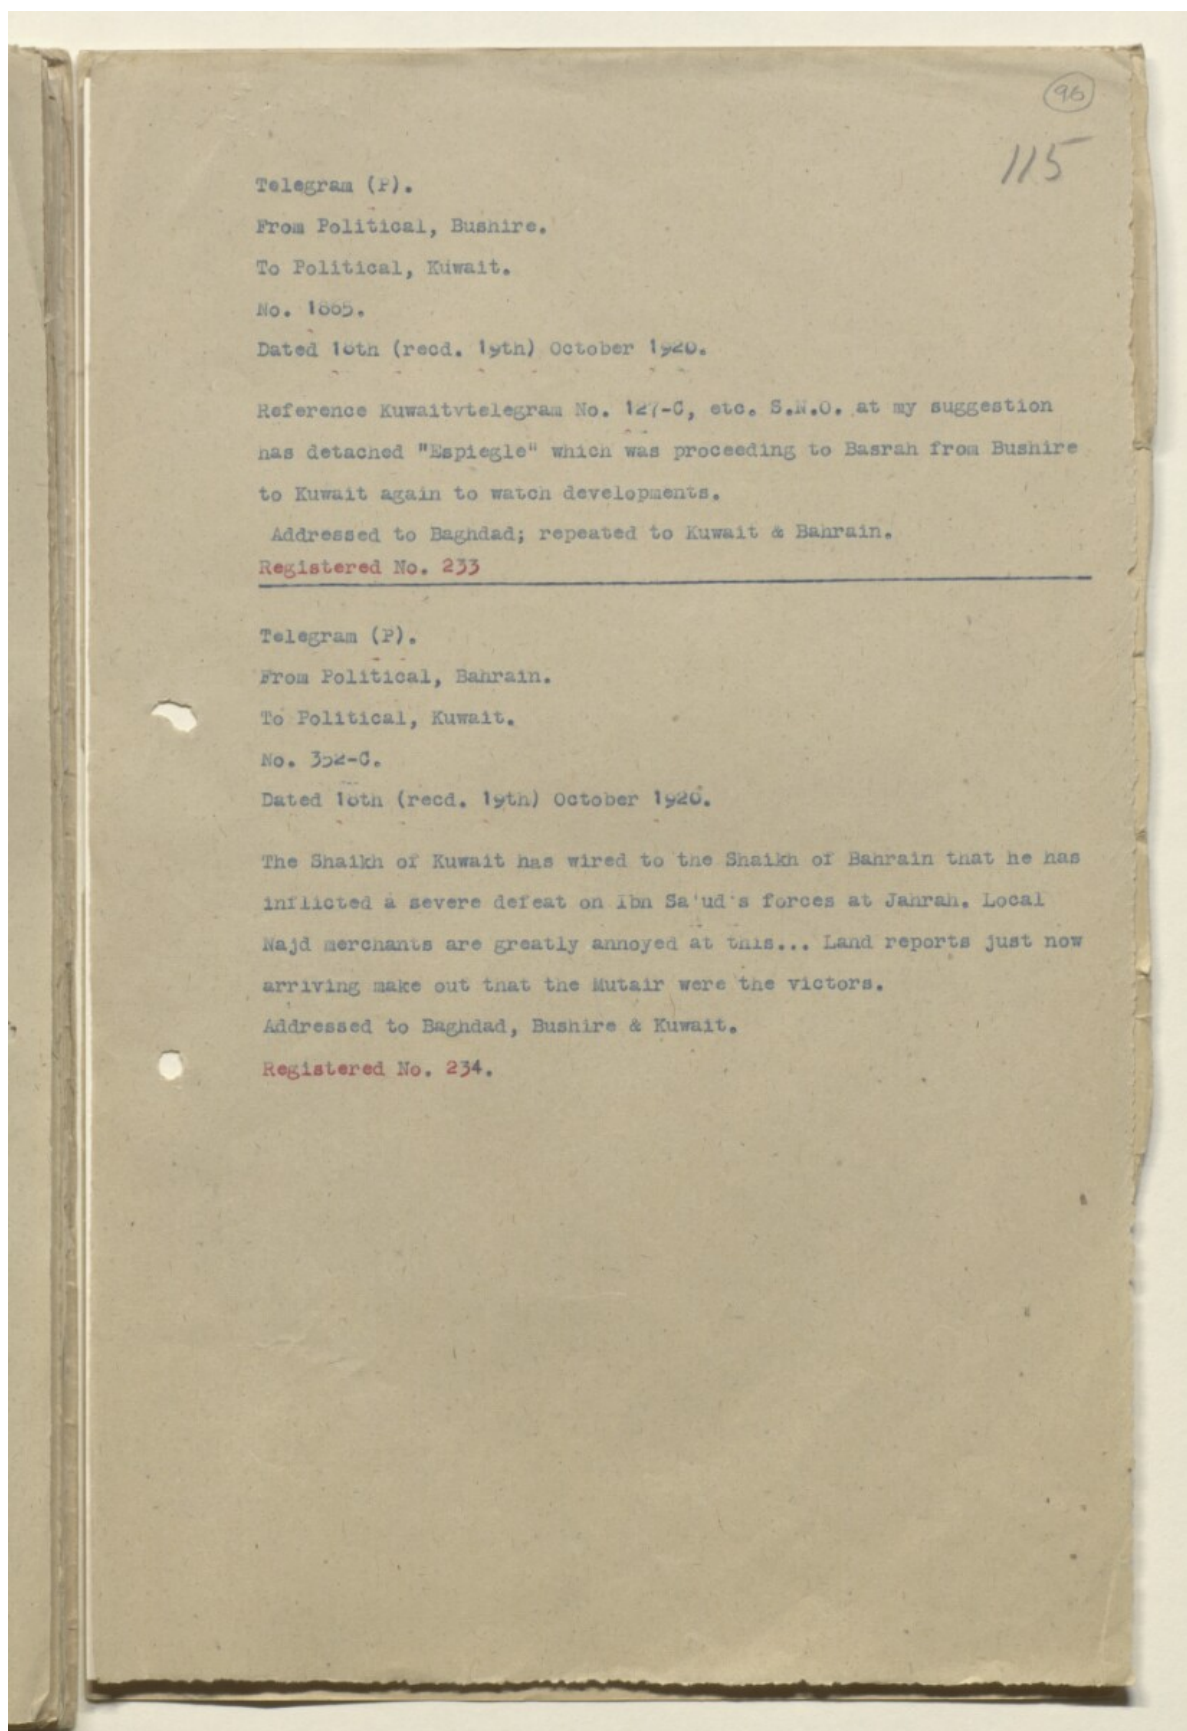 96
115
Telegram (P).
From Political, Bushire.
To Political, Kuwait.
No. 1865.
Dated 18th (recd. 19th) October 1920.
Reference Kuwaitvtelegram No. 127-C, etc. S.N.O. at my suggestion
has detached "Espiegle" which was proceeding to Basrah from Bushire
to Kuwait again to watch developments.
Addressed to Baghdad; repeated to Kuwait & Bahrain.
Registered No. 233
Telegram (P).
From Political, Bahrain.
To Political, Kuwait.
No. 352-C.
Dated 18th (recd. 19th) October 1920.
The Shaikh of Kuwait has wired to the Shaikh of Bahrain that he has
inflicted a severe defeat on Ibn Sa'ud's forces at Jahrah. Local
Najd merchants are greatly annoyed at this... Land reports just now
arriving make out that the Mutair were the victors.
Addressed to Baghdad, Bushire & Kuwait.
Registered No. 234.